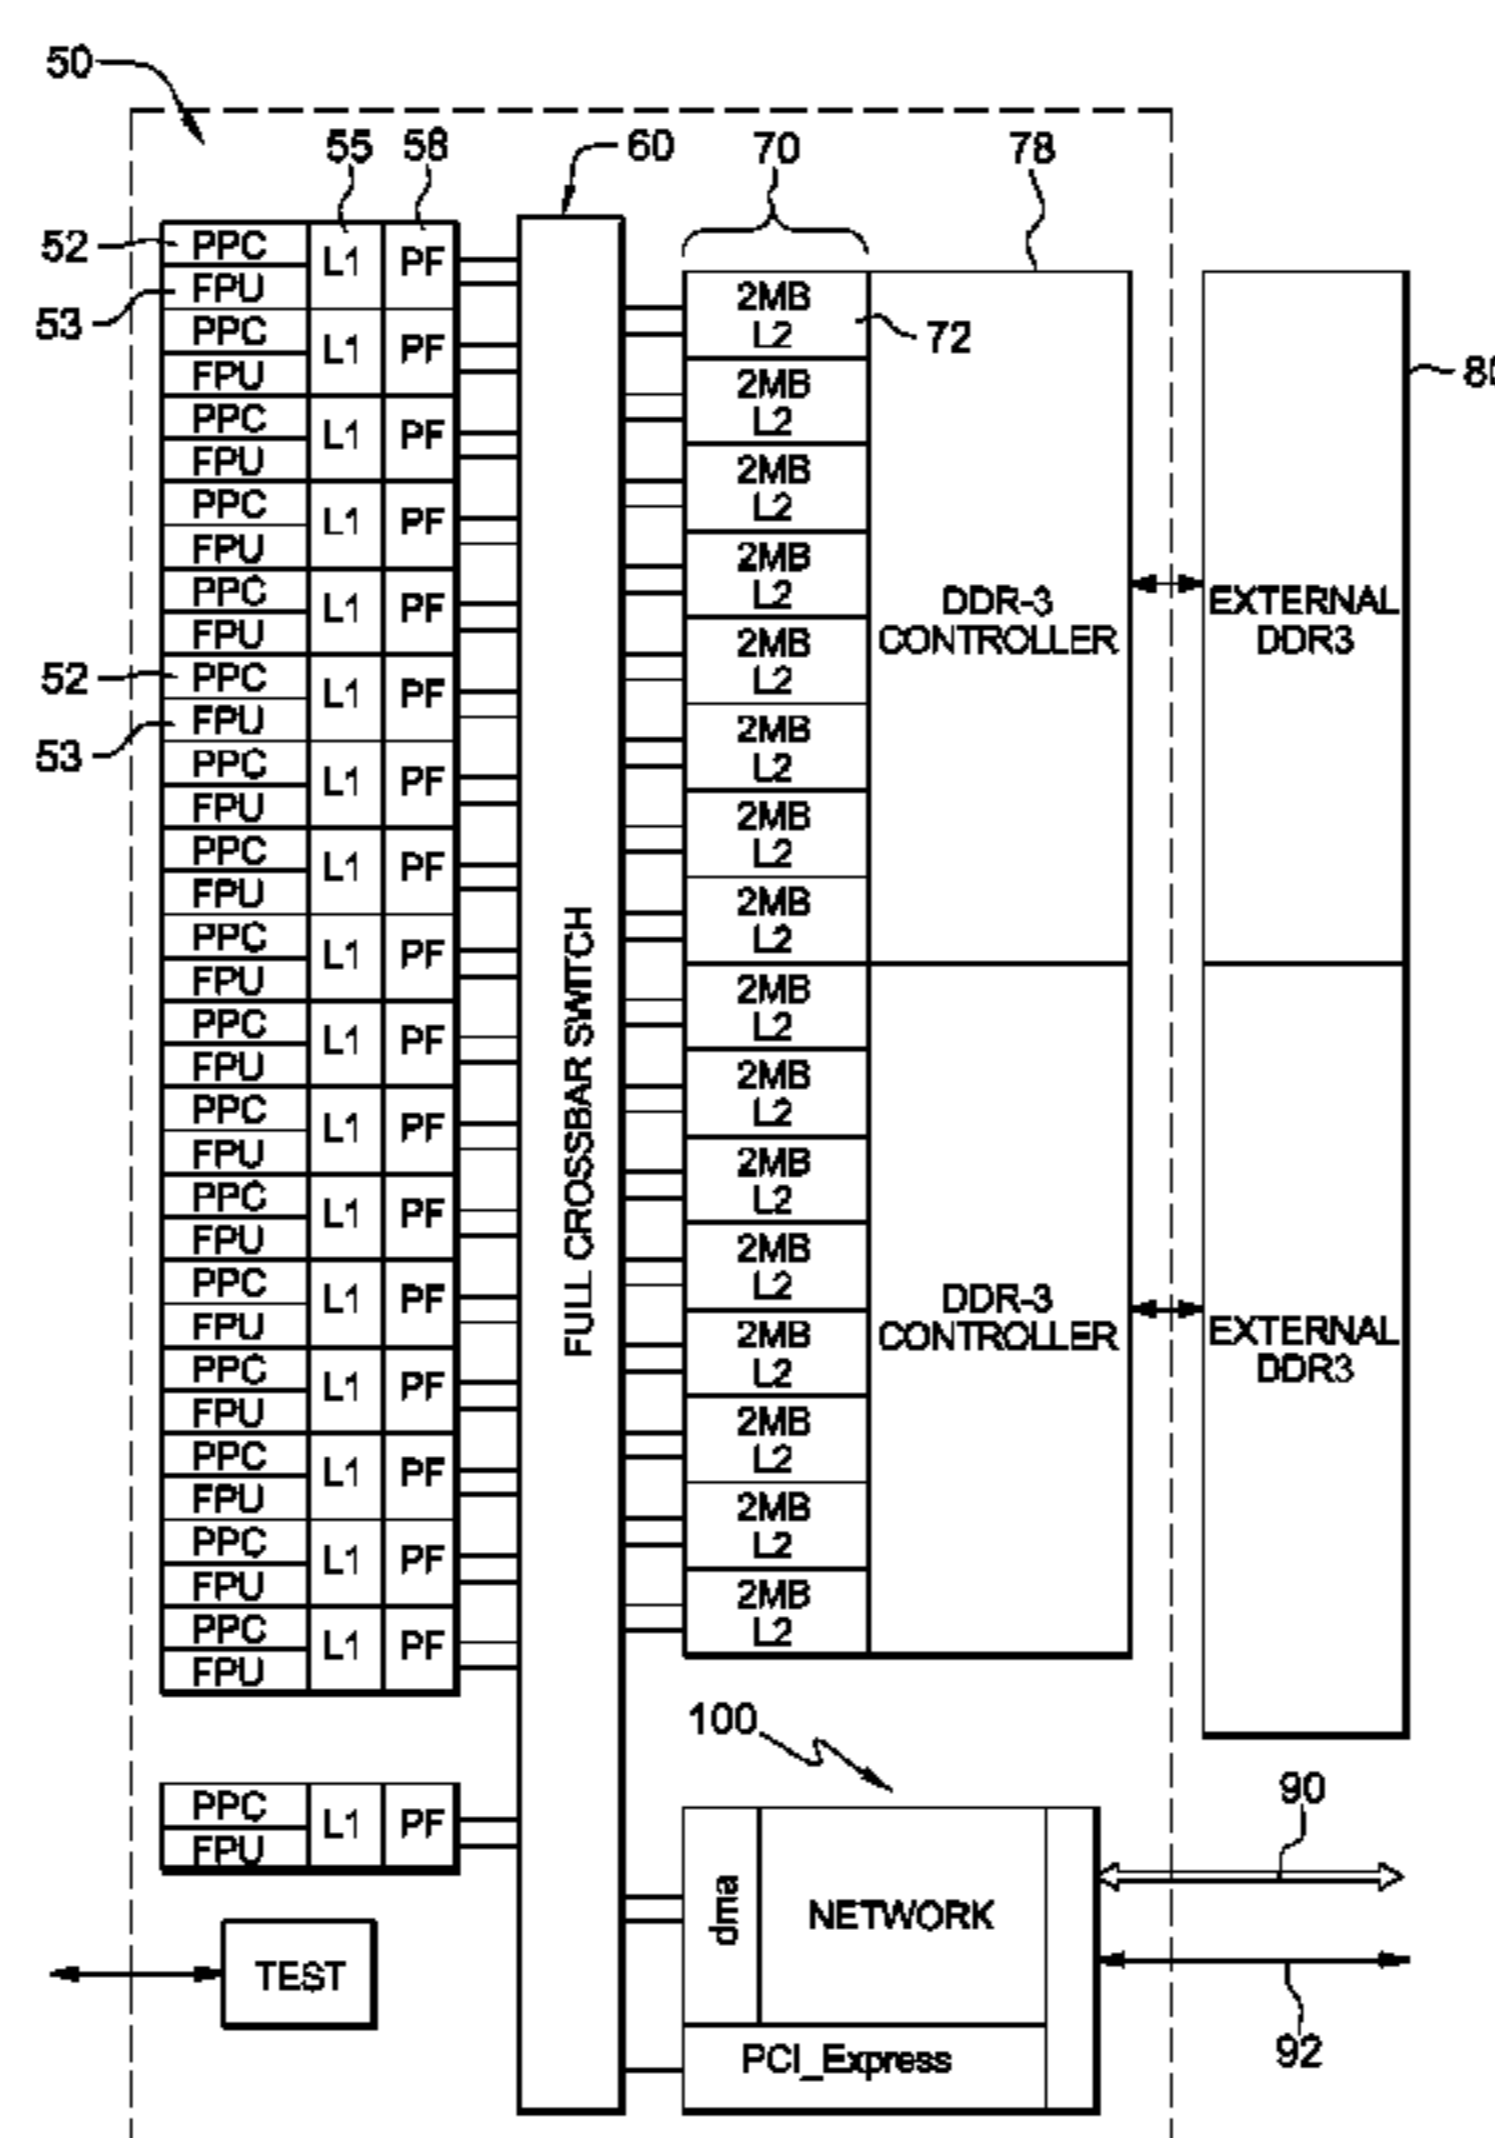 50
55 58 60 70 78
52
53
PPC
L1 PF
FPU
PPC
L1 PF
FPU
PPC
L1 PF
FPU
PPC
L1 PF
FPU
PPC
L1 PF
FPU
52
53
PPC
L1 PF
FPU
PPC
L1 PF
FPU
PPC
L1 PF
FPU
PPC
L1 PF
FPU
PPC
L1 PF
FPU
PPC
L1 PF
FPU
PPC
L1 PF
FPU
PPC
L1 PF
FPU
PPC
L1 PF
FPU
PPC
L1 PF
FPU
PPC
L1 PF
FPU
PPC
L1 PF
FPU
PPC
L1 PF
FPU
TEST
FULL CROSSBAR SWITCH
2MB
L2
72
2MB
L2
2MB
L2
2MB
L2
2MB
L2
2MB
L2
2MB
L2
2MB
L2
2MB
L2
2MB
L2
2MB
L2
2MB
L2
2MB
L2
2MB
L2
2MB
L2
2MB
L2
DDR-3
CONTROLLER
DDR-3
CONTROLLER
EXTERNAL
DDR3
EXTERNAL
DDR3
100
dma
NETWORK
PCI_Express
90
92